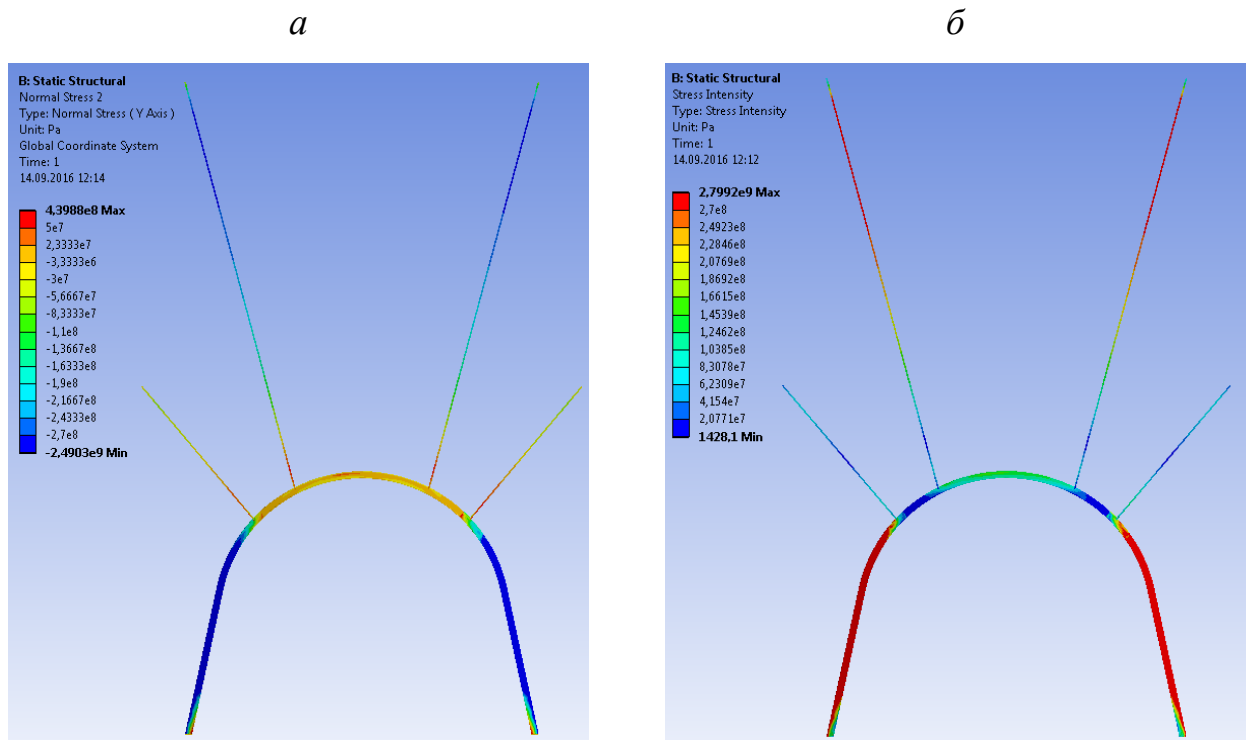 а
б
B: Static Structural
Normal Stress 2
Type: Normal Stress ( Y Axis )
Unit: Pa
Global Coordinate System
Time: 1
14.09.2016 12:14
4,3988e8 Max
5e7
2,3333e7
-3,3333e6
-3e7
-5,6667e7
-8,3333e7
-1,1e8
-1,3667e8
-1,6333e8
-1,9e8
-2,1667e8
-2,4333e8
-2,7e8
-2,4903e9 Min
B: Static Structural
Stress Intensity
Type: Stress Intensity
Unit: Pa
Time: 1
14.09.2016 12:12
2,7992e9 Max
2,7e8
2,4923e8
2,2846e8
2,0769e8
1,8692e8
1,6615e8
1,4539e8
1,2462e8
1,0385e8
8,3078e7
6,2309e7
4,154e7
2,0771e7
1428,1 Min